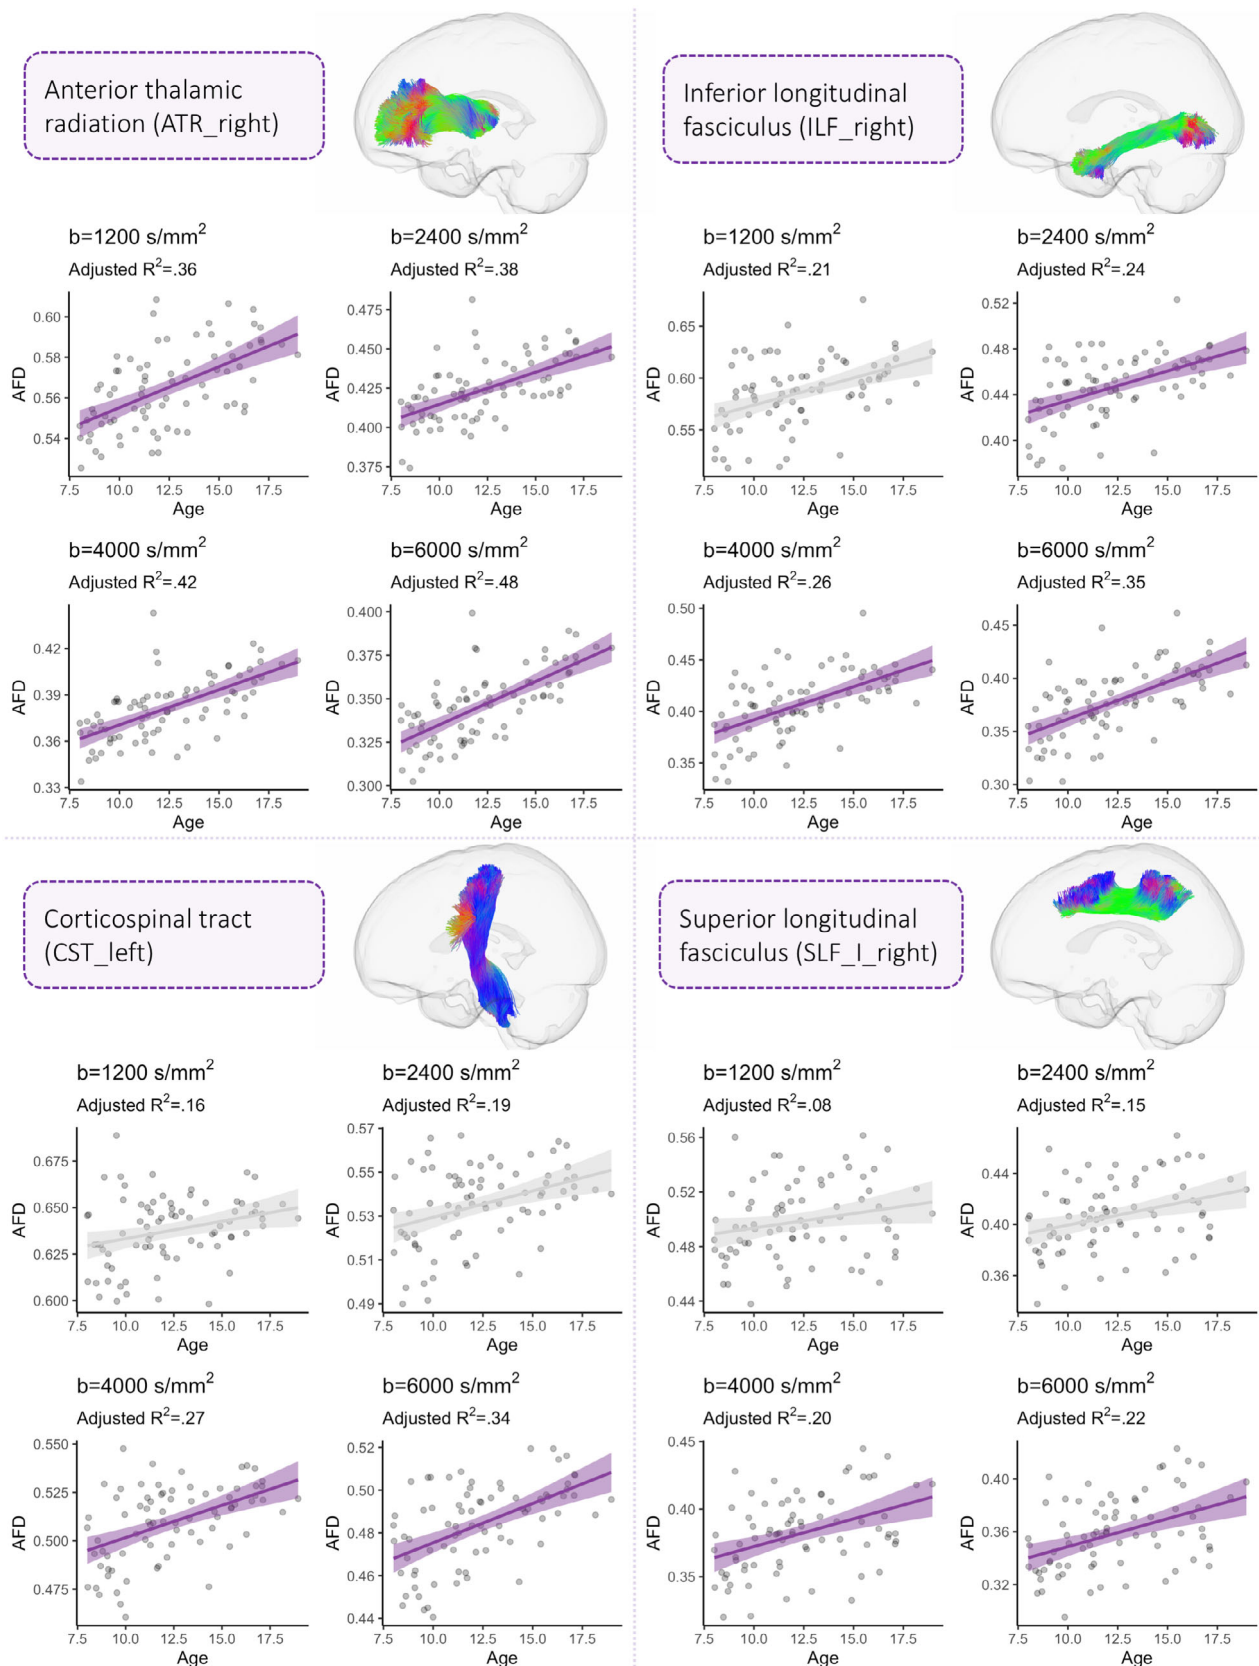 Anterior thalamic
radiation (ATR_right)
b=1200 s/mm²
Adjusted R²=.36
AFD
0.60
0.58
0.56
0.54
7.5 10.0 12.5 15.0 17.5
Age
b=2400 s/mm²
Adjusted R²=.38
AFD
0.475
0.450
0.425
0.400
0.375
7.5 10.0 12.5 15.0 17.5
Age
b=4000 s/mm²
Adjusted R²=.42
AFD
0.42
0.39
0.36
0.33
7.5 10.0 12.5 15.0 17.5
Age
b=6000 s/mm²
Adjusted R²=.48
AFD
0.400
0.375
0.350
0.325
0.300
7.5 10.0 12.5 15.0 17.5
Age
Inferior longitudinal
fasciculus (ILF_right)
b=1200 s/mm²
Adjusted R²=.21
AFD
0.65
0.60
0.55
7.5 10.0 12.5 15.0 17.5
Age
b=2400 s/mm²
Adjusted R²=.24
AFD
0.52
0.48
0.44
0.40
7.5 10.0 12.5 15.0 17.5
Age
b=4000 s/mm²
Adjusted R²=.26
AFD
0.50
0.45
0.40
0.35
7.5 10.0 12.5 15.0 17.5
Age
b=6000 s/mm²
Adjusted R²=.35
AFD
0.45
0.40
0.35
0.30
7.5 10.0 12.5 15.0 17.5
Age
Corticospinal tract
(CST_left)
b=1200 s/mm²
Adjusted R²=.16
AFD
0.675
0.650
0.625
0.600
7.5 10.0 12.5 15.0 17.5
Age
b=2400 s/mm²
Adjusted R²=.19
AFD
0.57
0.55
0.53
0.51
0.49
7.5 10.0 12.5 15.0 17.5
Age
b=4000 s/mm²
Adjusted R²=.27
AFD
0.550
0.525
0.500
0.475
7.5 10.0 12.5 15.0 17.5
Age
b=6000 s/mm²
Adjusted R²=.34
AFD
0.52
0.50
0.48
0.46
0.44
7.5 10.0 12.5 15.0 17.5
Age
Superior longitudinal
fasciculus (SLF_I_right)
b=1200 s/mm²
Adjusted R²=.08
AFD
0.56
0.52
0.48
0.44
7.5 10.0 12.5 15.0 17.5
Age
b=2400 s/mm²
Adjusted R²=.15
AFD
0.44
0.40
0.36
7.5 10.0 12.5 15.0 17.5
Age
b=4000 s/mm²
Adjusted R²=.20
AFD
0.45
0.40
0.35
7.5 10.0 12.5 15.0 17.5
Age
b=6000 s/mm²
Adjusted R²=.22
AFD
0.40
0.36
0.32
7.5 10.0 12.5 15.0 17.5
Age